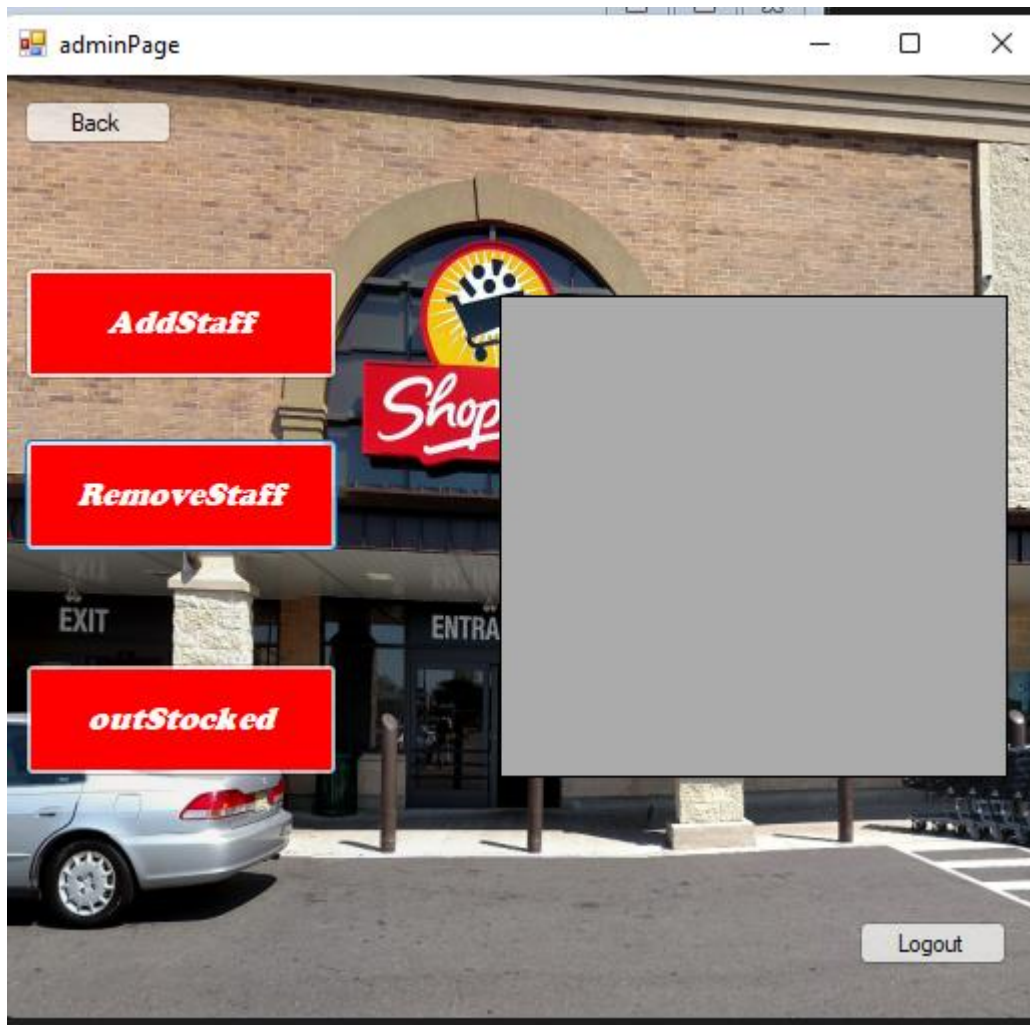 adminPage
Back
AddStaff
Shop
RemoveStaff
EXIT
ENTRA
outStocked
Logout